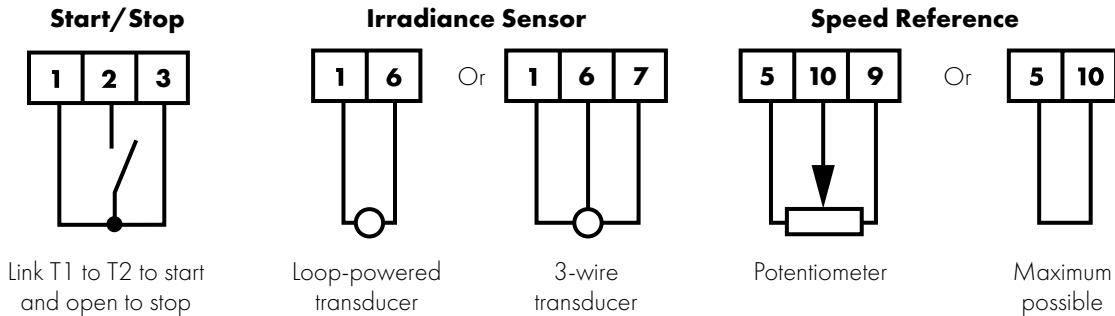 Start/Stop
Irradiance Sensor
Speed Reference
1 2 3
1 6
Or
1 6 7
5 10 9
Or
5 10
Link T1 to T2 to start
and open to stop
Loop-powered
transducer
3-wire
transducer
Potentiometer
Maximum
possible